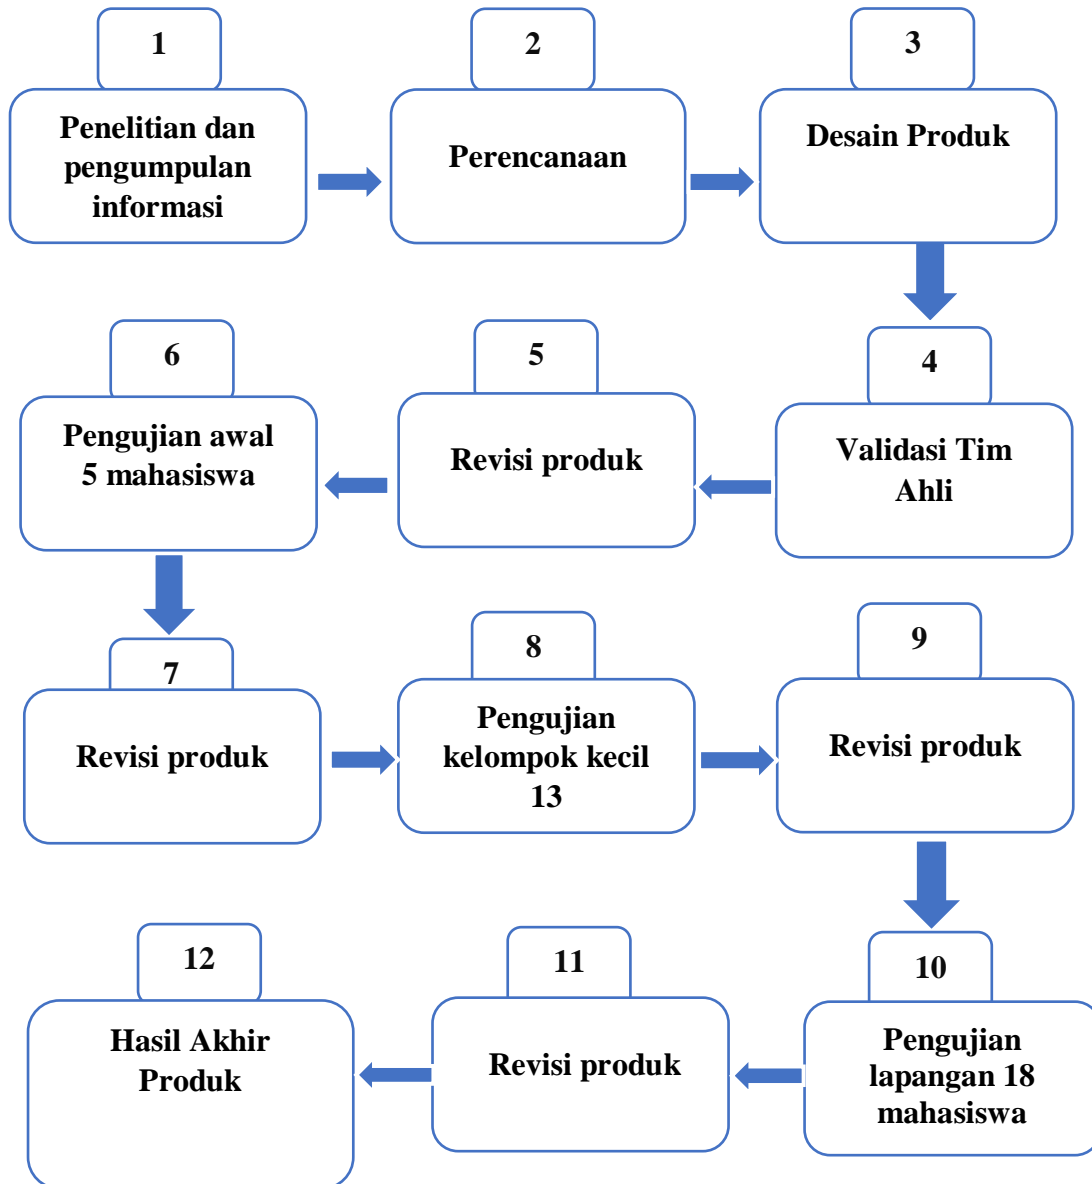 1
Penelitian dan
pengumpulan
informasi
2
Perencanaan
3
Desain Produk
4
Validasi Tim
Ahli
5
Revisi produk
6
Pengujian awal
5 mahasiswa
7
Revisi produk
8
Pengujian
kelompok kecil
13
9
Revisi produk
10
Pengujian
lapangan 18
mahasiswa
11
Revisi produk
12
Hasil Akhir
Produk